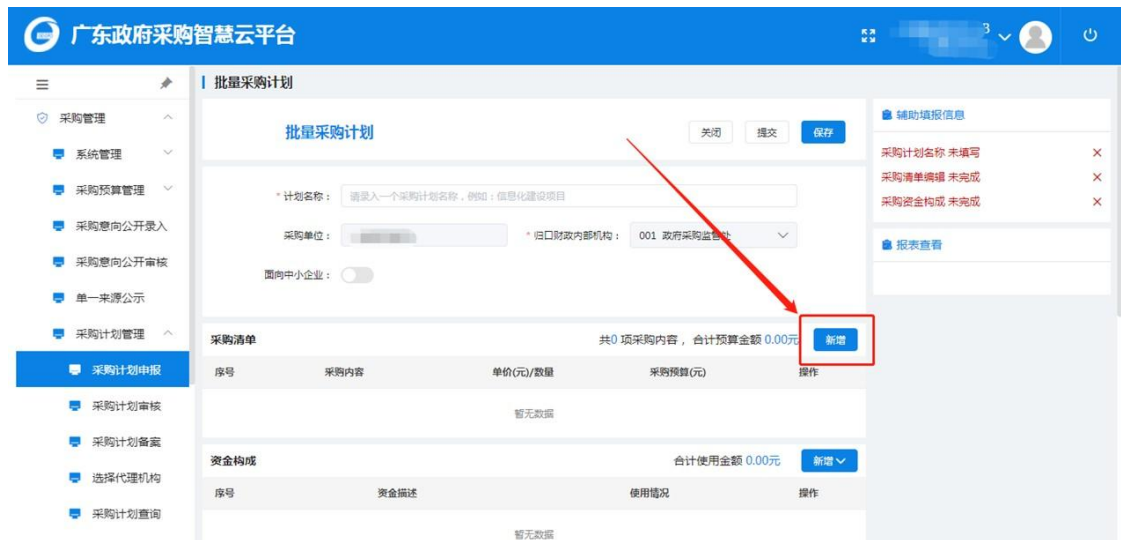 广东政府采购智慧云平台
3
批量采购计划
采购管理
系统管理
采购预算管理
采购意向公开录入
采购意向公开审核
单一来源公示
采购计划管理
采购计划申报
采购计划审核
采购计划备案
选择代理机构
采购计划查询
批量采购计划
关闭
提交
保存
* 计划名称： 请录入一个采购计划名称，例如：信息化建设项目
采购单位：
* 归口财政内部机构： 001 政府采购监管处
面向中小企业：
采购清单 共0 项采购内容， 合计预算金额 0.00元 新增
序号 采购内容 单价(元)/数量 采购预算(元) 操作
暂无数据
资金构成 合计使用金额 0.00元 新增
序号 资金描述 使用情况 操作
暂无数据
辅助填报信息
采购计划名称 未填写
采购清单编辑 未完成
采购资金构成 未完成
报表查看